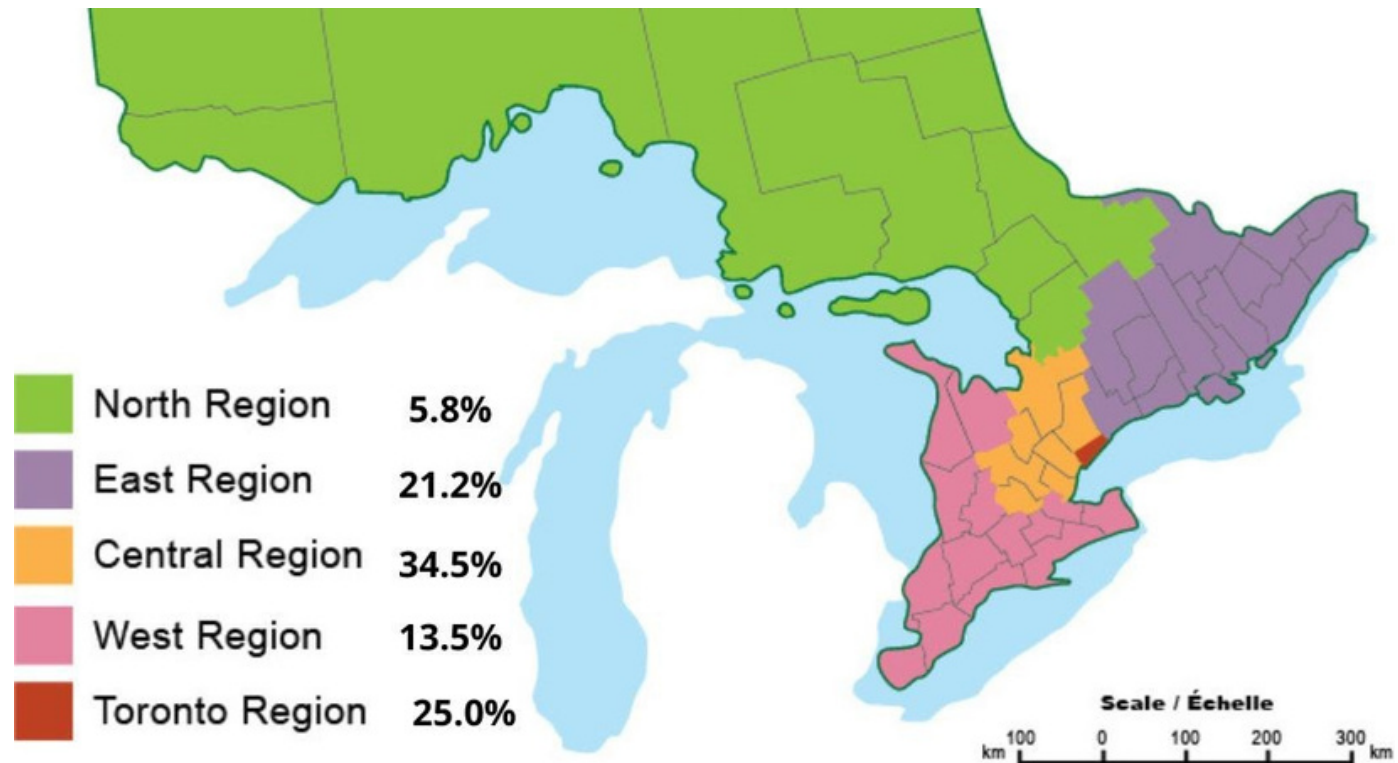 North Region 5.8%
East Region 21.2%
Central Region 34.5%
West Region 13.5%
Toronto Region 25.0%
Scale / Échelle
km 100 0 100 200 300 km